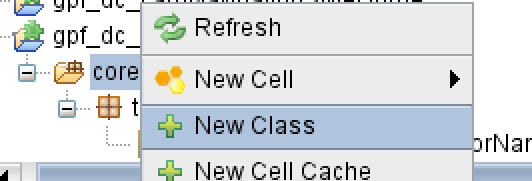 Refresh
gpf_dc_
core
New Cell
New Class
New Cell Cache